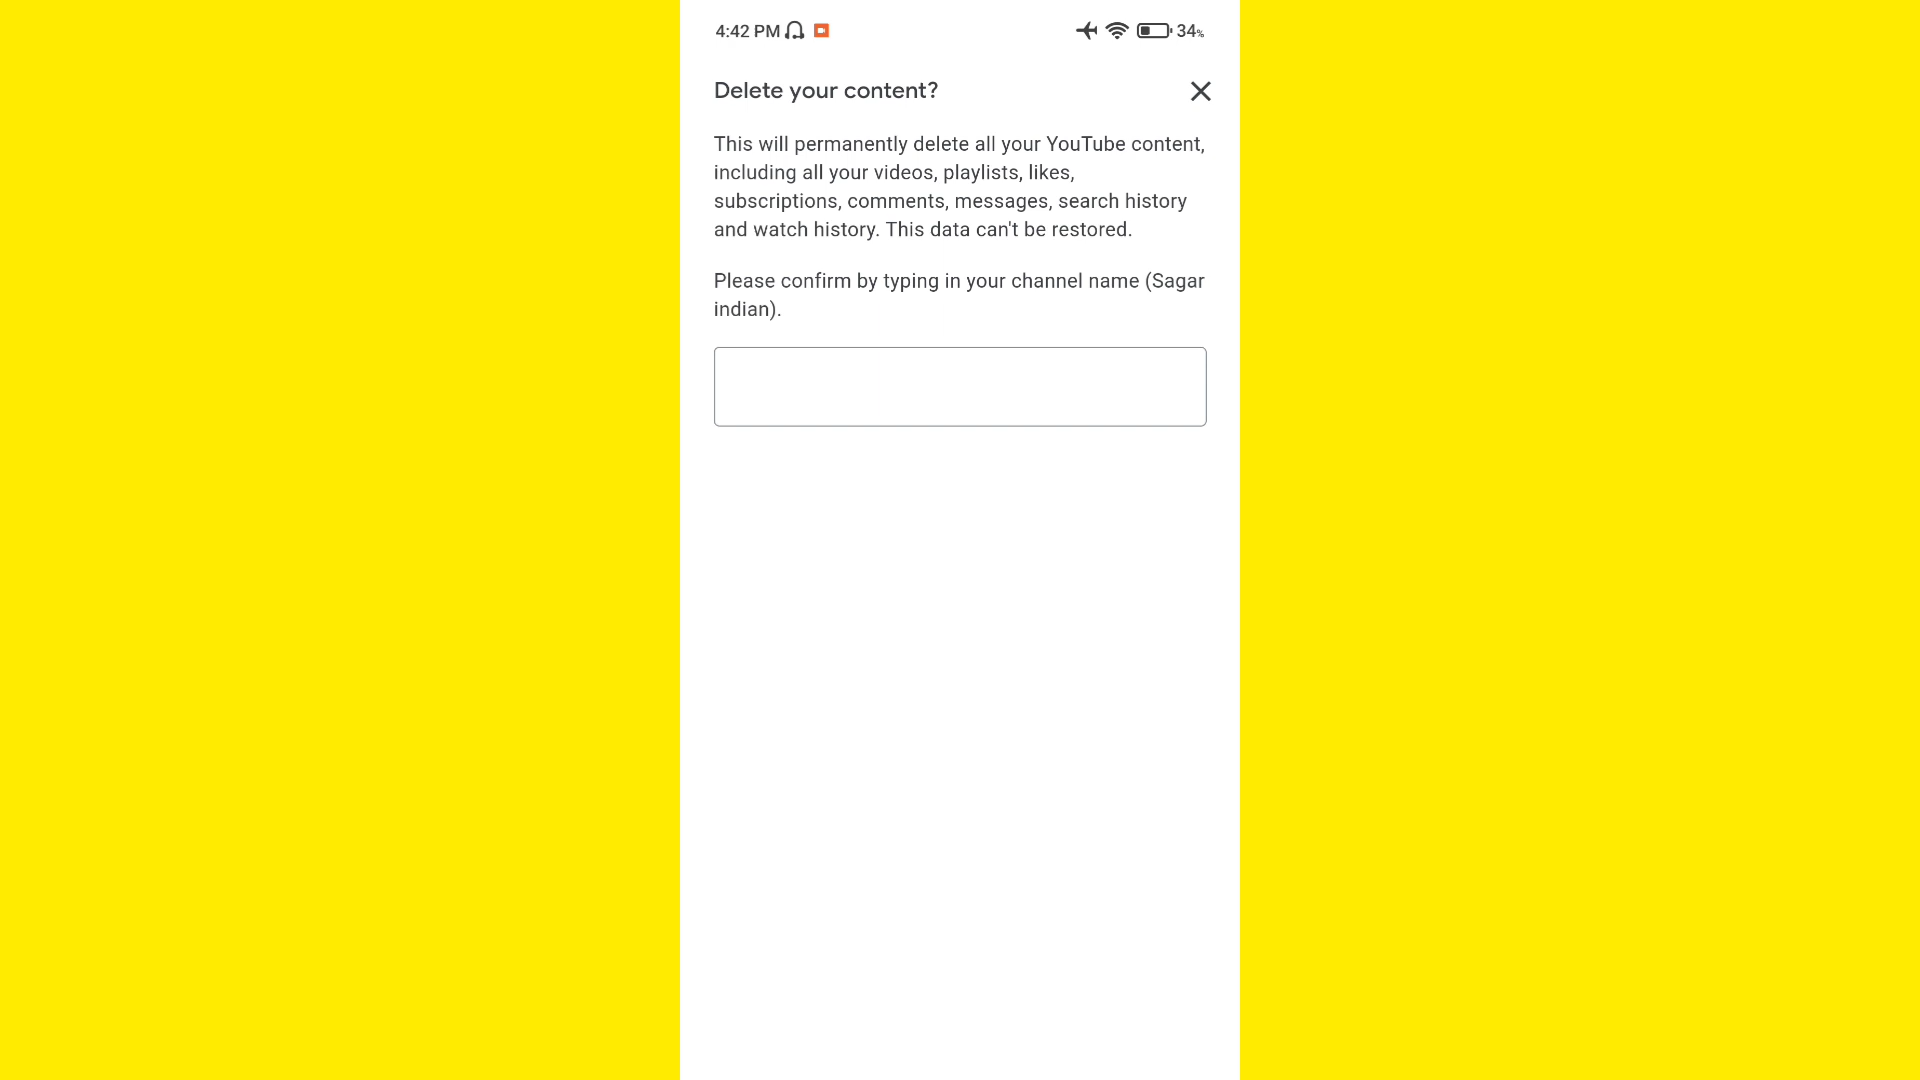 4:42 PM 34%
Delete your content?
This will permanently delete all your YouTube content,
including all your videos, playlists, likes,
subscriptions, comments, messages, search history
and watch history. This data can't be restored.
Please confirm by typing in your channel name (Sagar
indian).